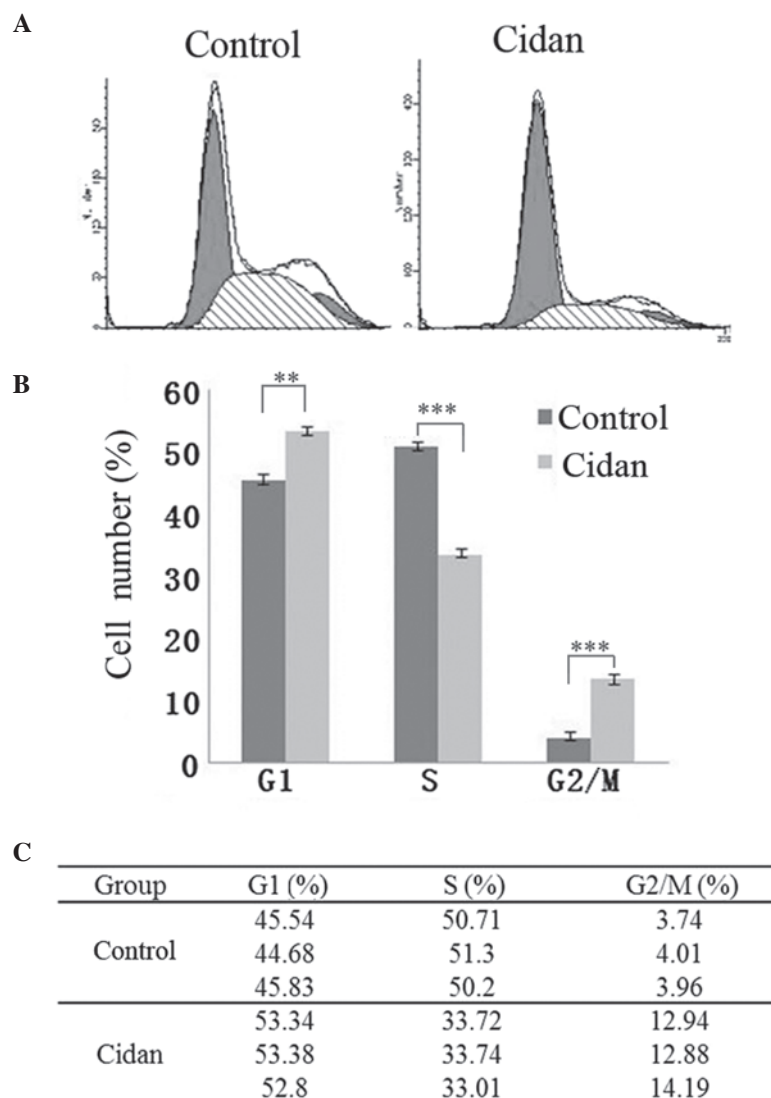 A
Control
Cidan
400
100
B
60
50
40
30
20
10
0
Cell number (%)
**
***
***
Control
Cidan
G1
S
G2/M
C
Group G1 (%) S (%) G2/M (%)
45.54 50.71 3.74
Control 44.68 51.3 4.01
45.83 50.2 3.96
53.34 33.72 12.94
Cidan 53.38 33.74 12.88
52.8 33.01 14.19